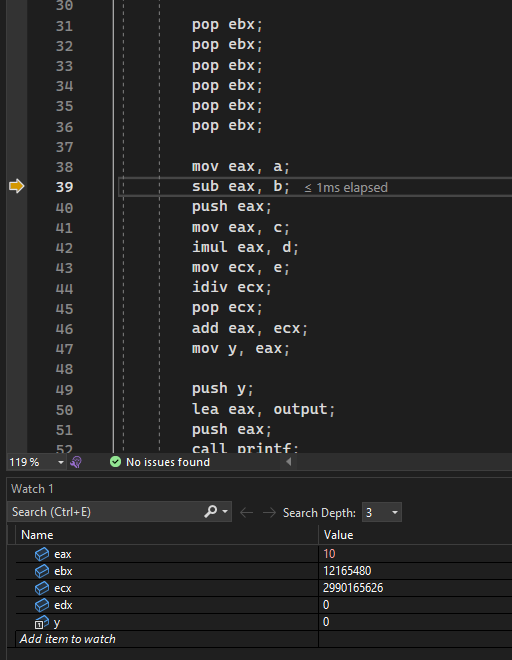 30
31 pop ebx;
32 pop ebx;
33 pop ebx;
34 pop ebx;
35 pop ebx;
36 pop ebx;
37
38 mov eax, a;
39 sub eax, b; ≤ 1ms elapsed
40 push eax;
41 mov eax, c;
42 imul eax, d;
43 mov ecx, e;
44 idiv ecx;
45 pop ecx;
46 add eax, ecx;
47 mov y, eax;
48
49 push y;
50 lea eax, output;
51 push eax;
52 call printf;
119 % No issues found
Watch 1
Search (Ctrl+E) Search Depth: 3
Name Value
eax 10
ebx 12165480
ecx 2990165626
edx 0
y 0
Add item to watch